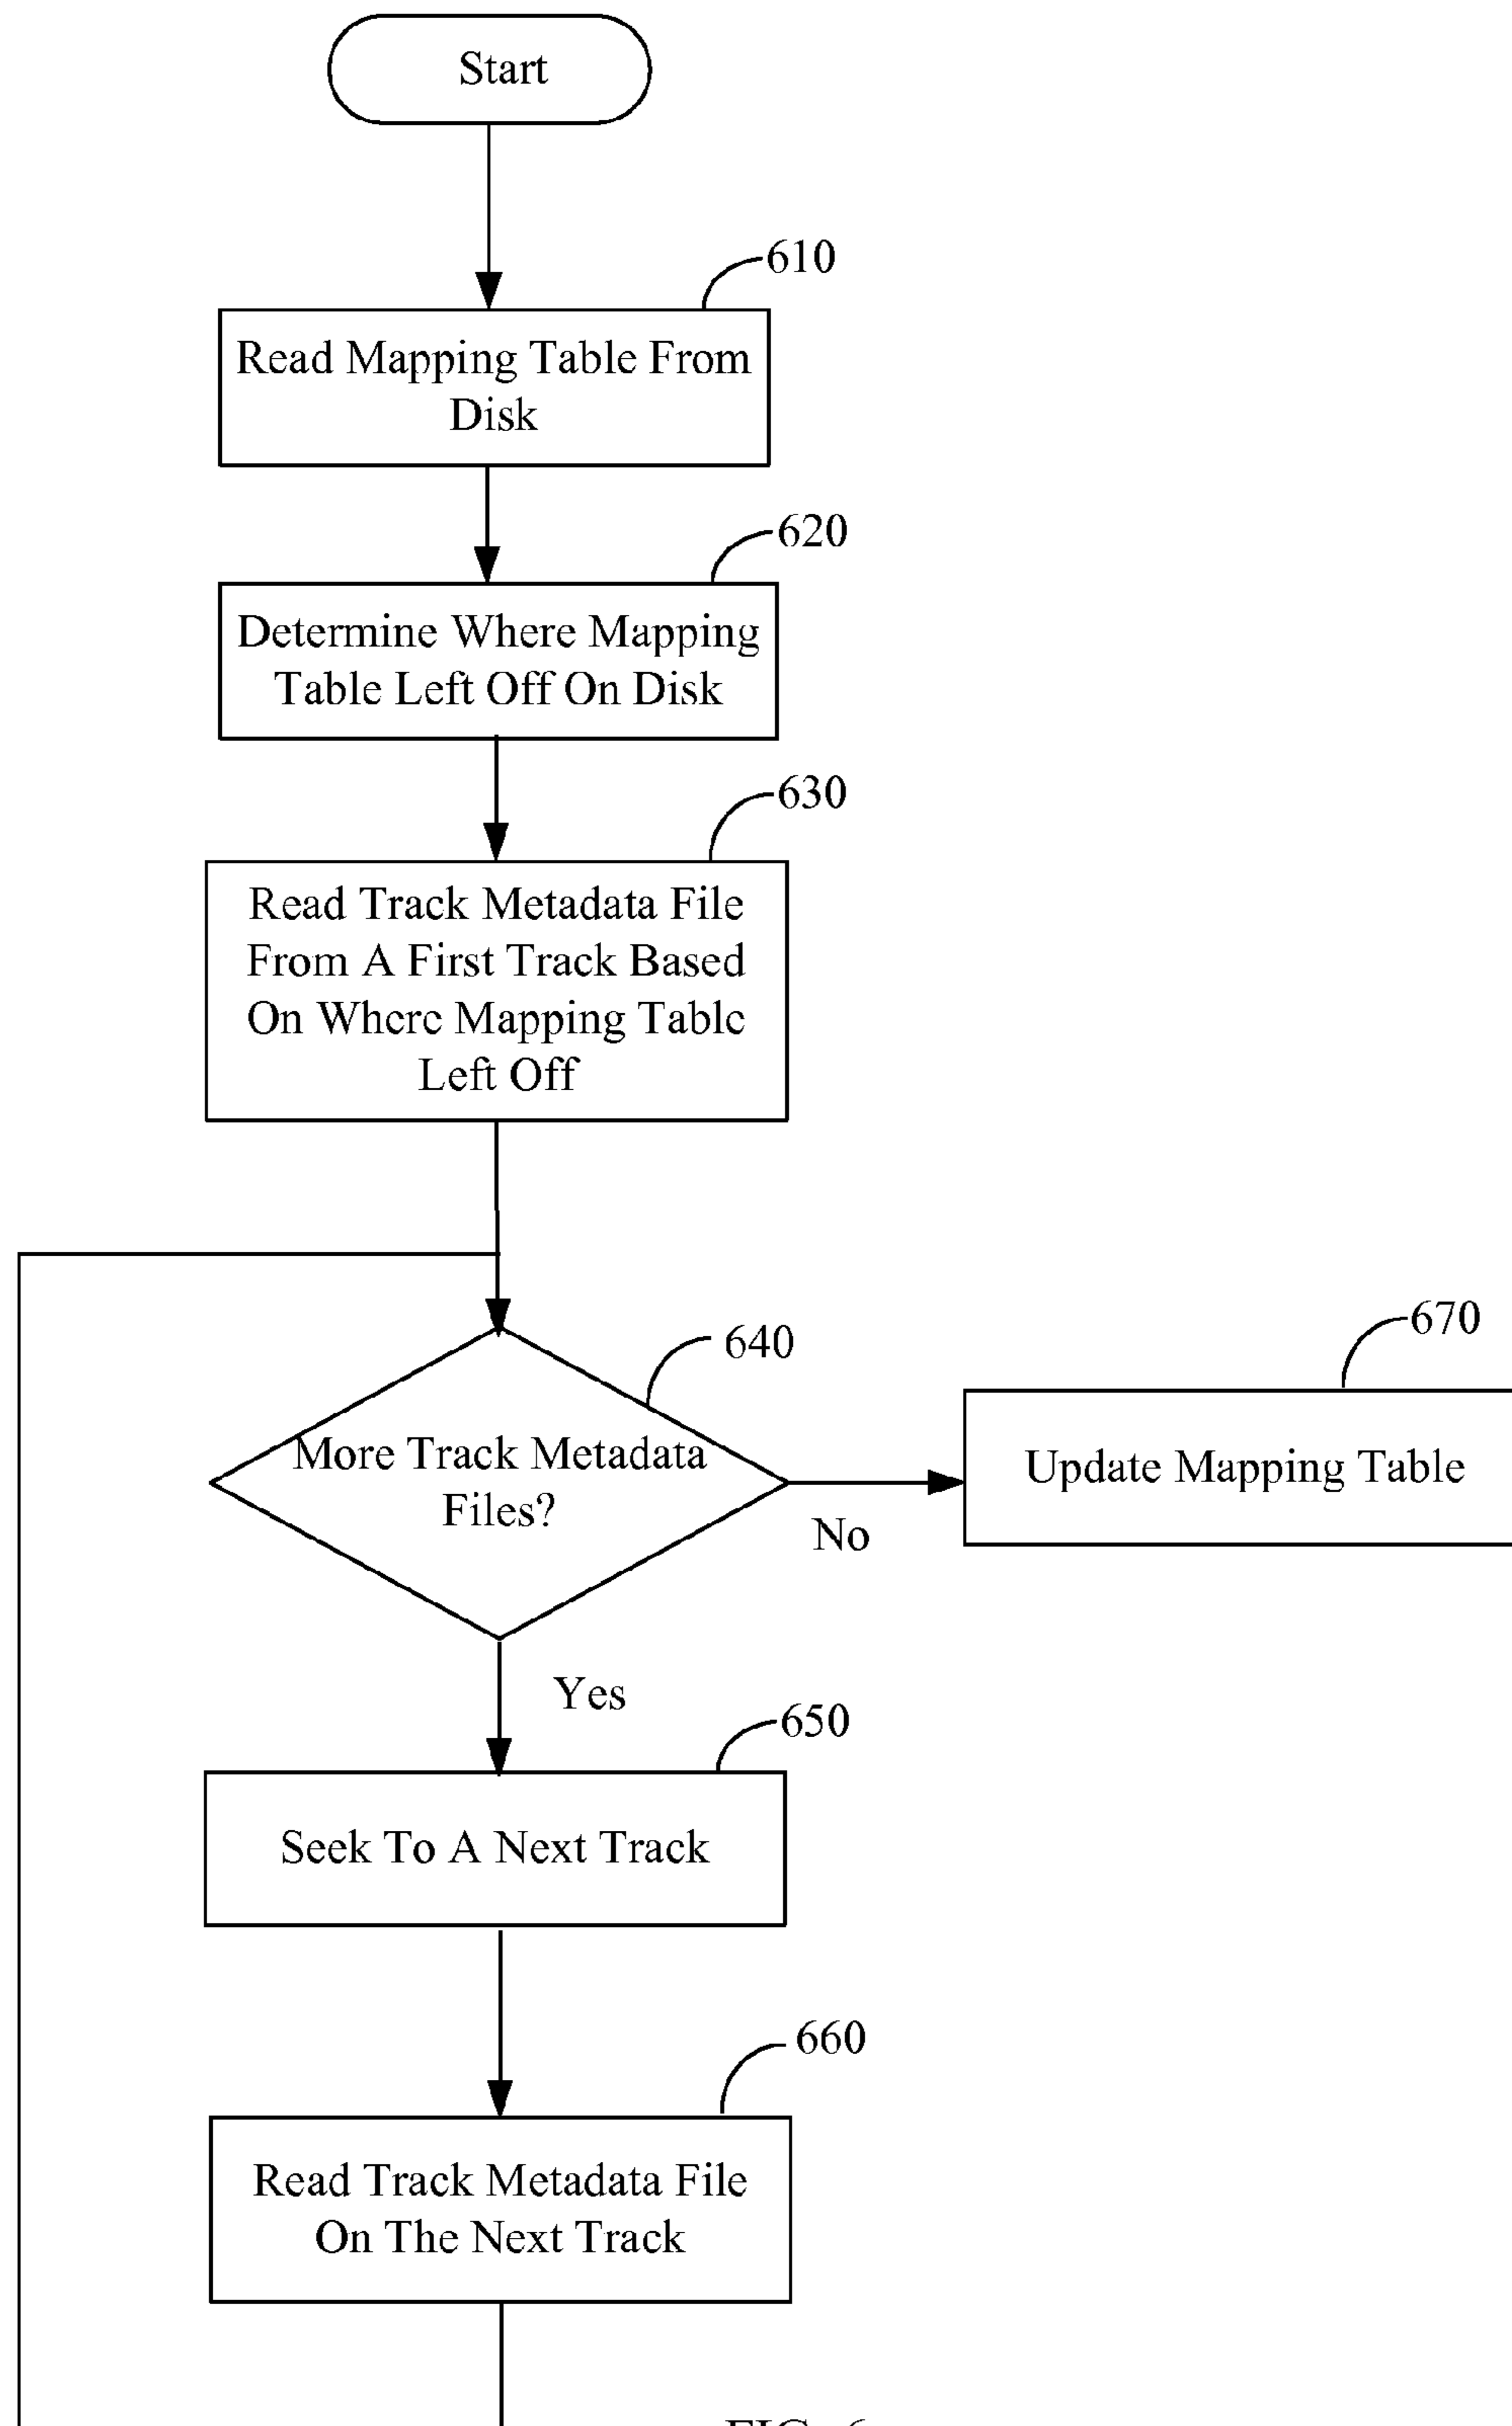 Start
610
Read Mapping Table From
Disk
620
Determine Where Mapping
Table Left Off On Disk
630
Read Track Metadata File
From A First Track Based
On Where Mapping Table
Left Off
640
More Track Metadata
Files?
670
Update Mapping Table
No
Yes
650
Seek To A Next Track
660
Read Track Metadata File
On The Next Track